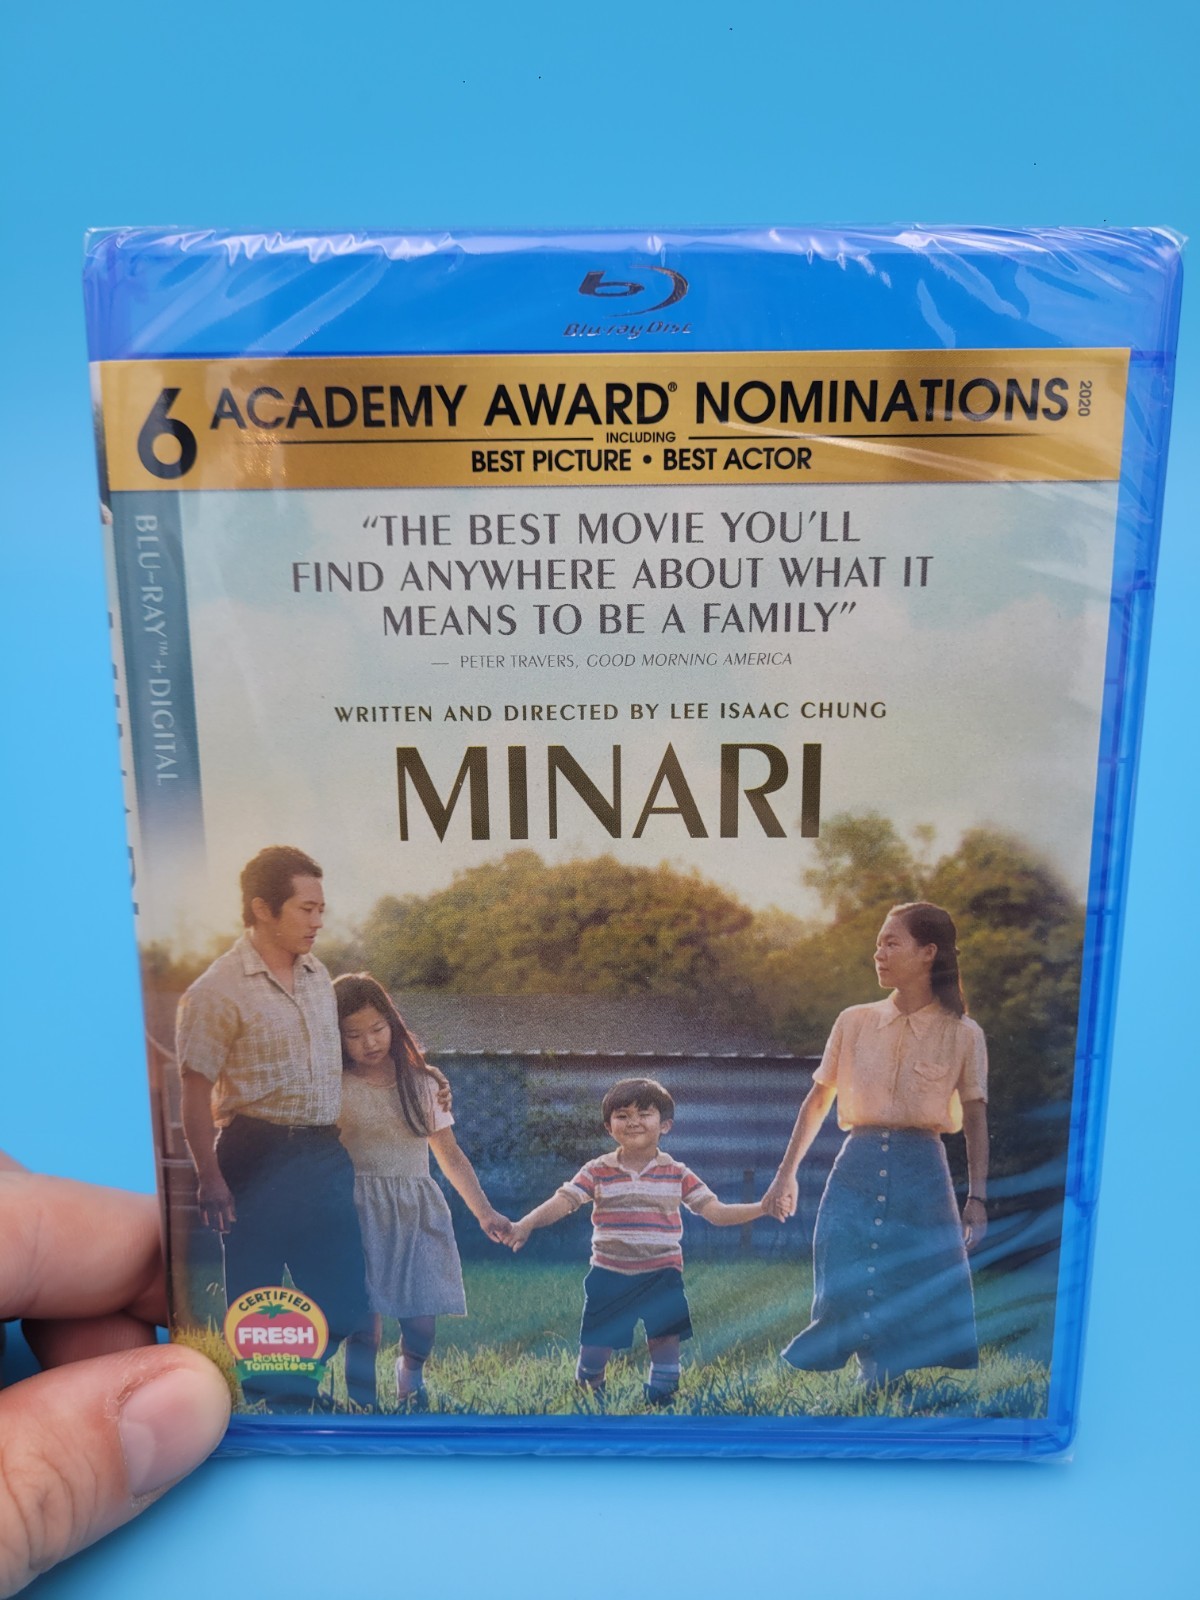 Blu-ray Disc
6 ACADEMY AWARD® NOMINATIONS 2020
INCLUDING
BEST PICTURE • BEST ACTOR
BLU-RAY™+DIGITAL
“THE BEST MOVIE YOU’LL
FIND ANYWHERE ABOUT WHAT IT
MEANS TO BE A FAMILY”
— PETER TRAVERS, GOOD MORNING AMERICA
WRITTEN AND DIRECTED BY LEE ISAAC CHUNG
MINARI
CERTIFIED
FRESH
Rotten
Tomatoes